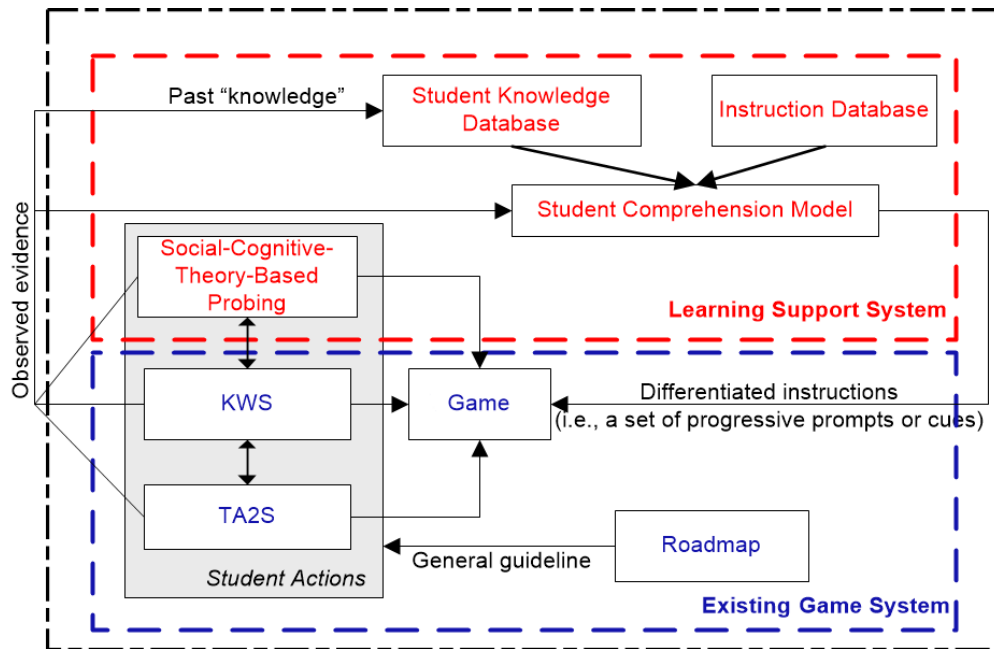 Past “knowledge”
Student Knowledge
Database
Instruction Database
Student Comprehension Model
Observed evidence
Social-Cognitive-
Theory-Based
Probing
Learning Support System
KWS
Game
Differentiated instructions
(i.e., a set of progressive prompts or cues)
TA2S
General guideline
Roadmap
Student Actions
Existing Game System